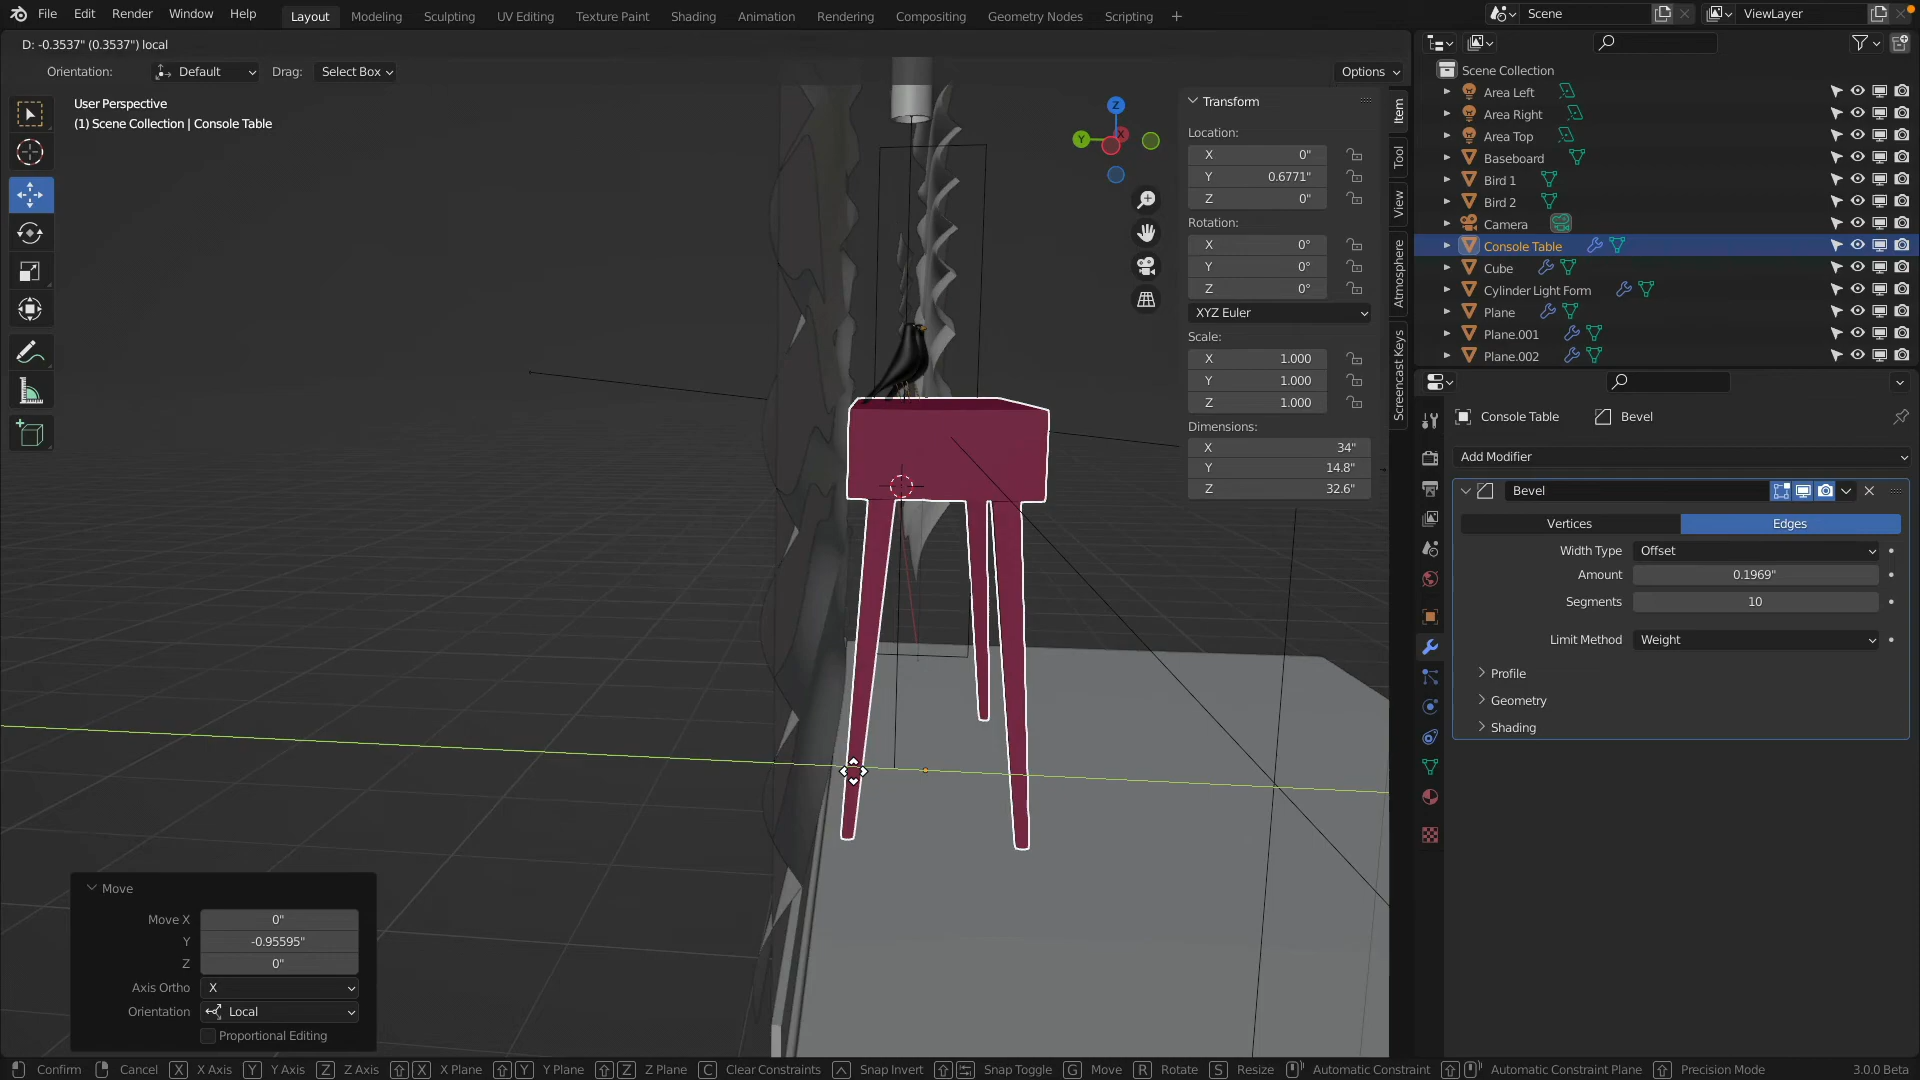 File Edit Render Window Help Layout Modeling Sculpting UV Editing Texture Paint Shading Animation Rendering Compositing Geometry Nodes Scripting + Scene ViewLayer
D: -0.3537" (0.3537") local
Orientation: Default Drag: Select Box Options
User Perspective
(1) Scene Collection | Console Table
Z
Y
X
Transform
Location:
X 0"
Y 0.6771"
Z 0"
Rotation:
X 0°
Y 0°
Z 0°
XYZ Euler
Scale:
X 1.000
Y 1.000
Z 1.000
Dimensions:
X 34"
Y 14.8"
Z 32.6"
Item
Tool
View
Atmosphere
Screencast Keys
Scene Collection
Area Left
Area Right
Area Top
Baseboard
Bird 1
Bird 2
Camera
Console Table
Cube
Cylinder Light Form
Plane
Plane.001
Plane.002
Console Table Bevel
Add Modifier
Bevel
Vertices Edges
Width Type Offset
Amount 0.1969"
Segments 10
Limit Method Weight
Profile
Geometry
Shading
Move
Move X 0"
Y -0.95595"
Z 0"
Axis Ortho X
Orientation Local
Proportional Editing
Confirm Cancel X X Axis Y Y Axis Z Z Axis X X Plane Y Y Plane Z Z Plane C Clear Constraints Snap Invert Snap Toggle G Move R Rotate S Resize Automatic Constraint Automatic Constraint Plane Precision Mode 3.0.0 Beta